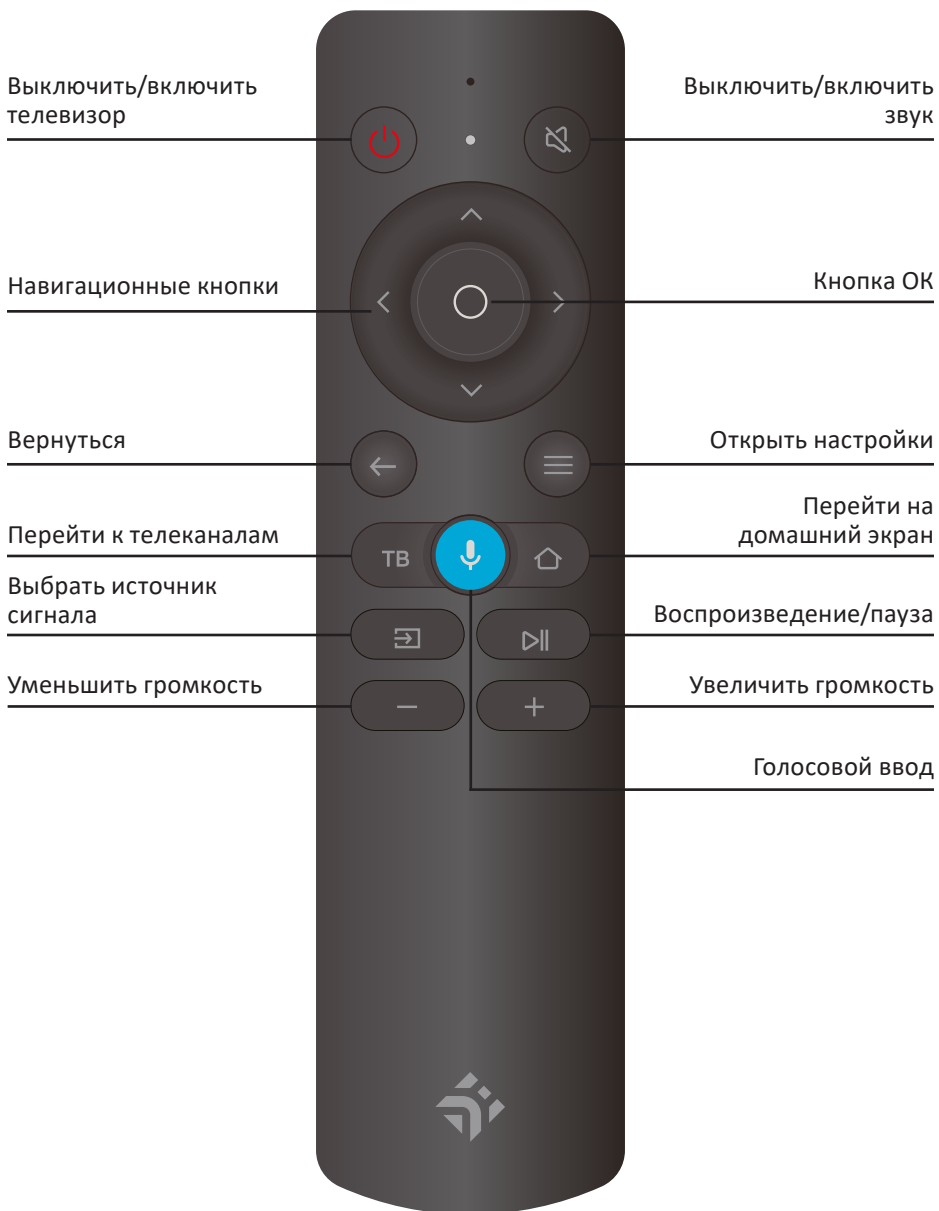 Выключить/включить
телевизор
Выключить/включить
звук
Навигационные кнопки
Кнопка ОК
Вернуться
Открыть настройки
Перейти к телеканалам
Перейти на
домашний экран
ТВ
Выбрать источник
сигнала
Воспроизведение/пауза
Уменьшить громкость
Увеличить громкость
Голосовой ввод